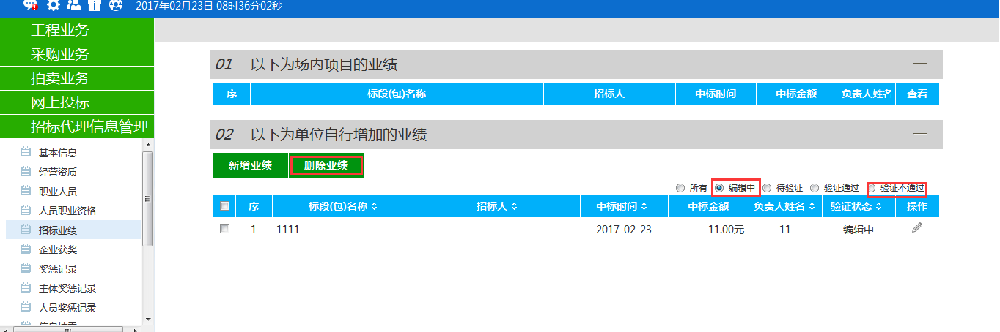 2017年02月23日 08时36分02秒
工程业务
采购业务
拍卖业务
网上投标
招标代理信息管理
基本信息
经营资质
职业人员
人员职业资格
招标业绩
企业获奖
奖惩记录
主体奖惩记录
人员奖惩记录
01 以下为场内项目的业绩
序 标段(包)名称 招标人 中标时间 中标金额 负责人姓名 查看
02 以下为单位自行增加的业绩
新增业绩 删除业绩
所有 编辑中 待验证 验证通过 验证不通过
序 标段(包)名称 招标人 中标时间 中标金额 负责人姓名 验证状态 操作
1 1111 2017-02-23 11.00元 11 编辑中